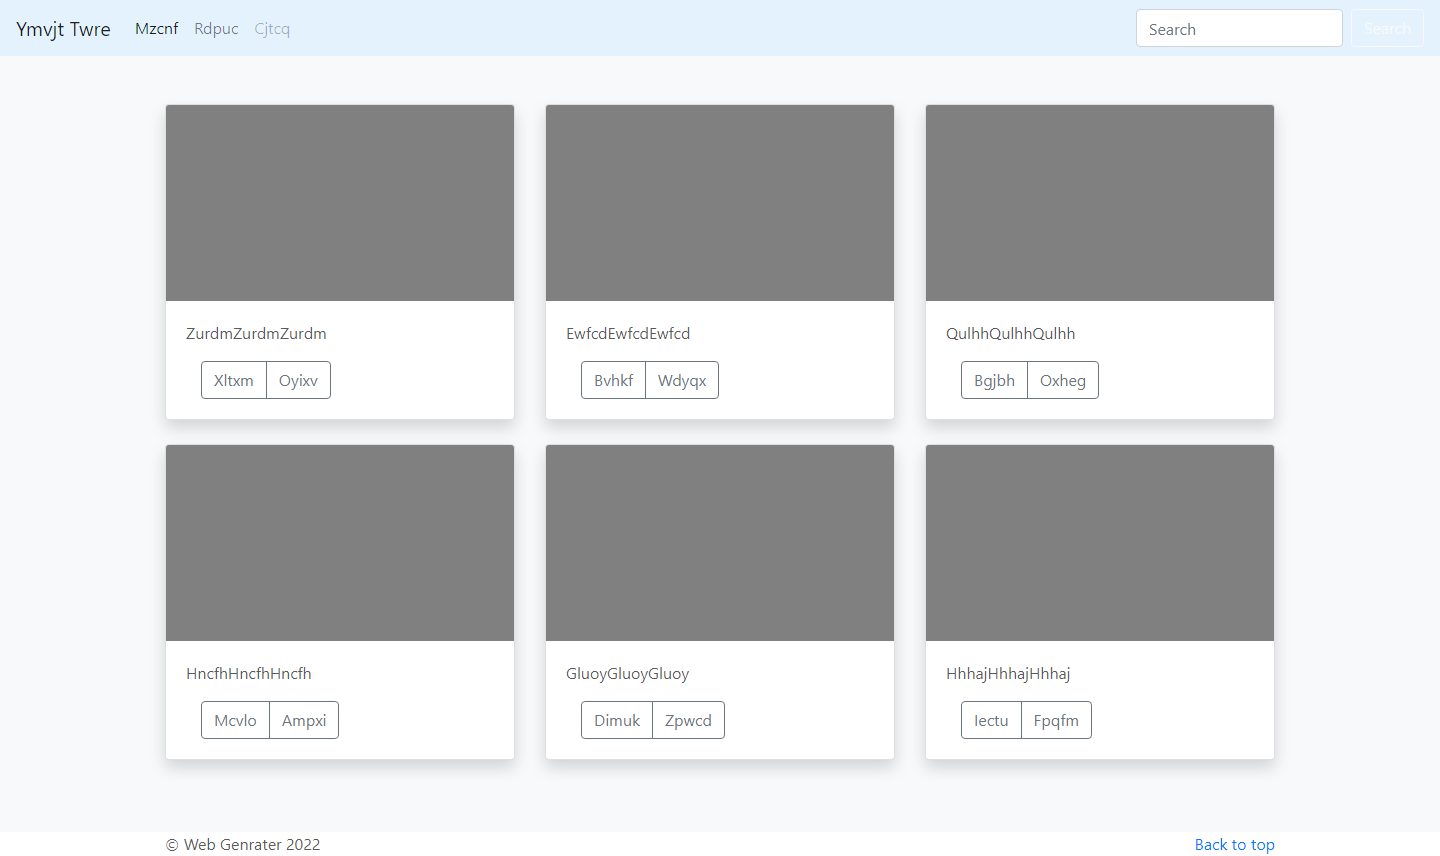 Ymvjt Twre Mzcnf Rdpuc Cjtcq Search Search
ZurdmZurdmZurdm EwfcdEwfcdEwfcd QulhhQulhhQulhh
Xltxm Oyixv Bvhkf Wdyqx Bgjbh Oxheg
HncfhHncfhHncfh GluoyGluoyGluoy HhhajHhhajHhhaj
Mcvlo Ampxi Dimuk Zpwcd Iectu Fpqfm
© Web Genrater 2022 Back to top